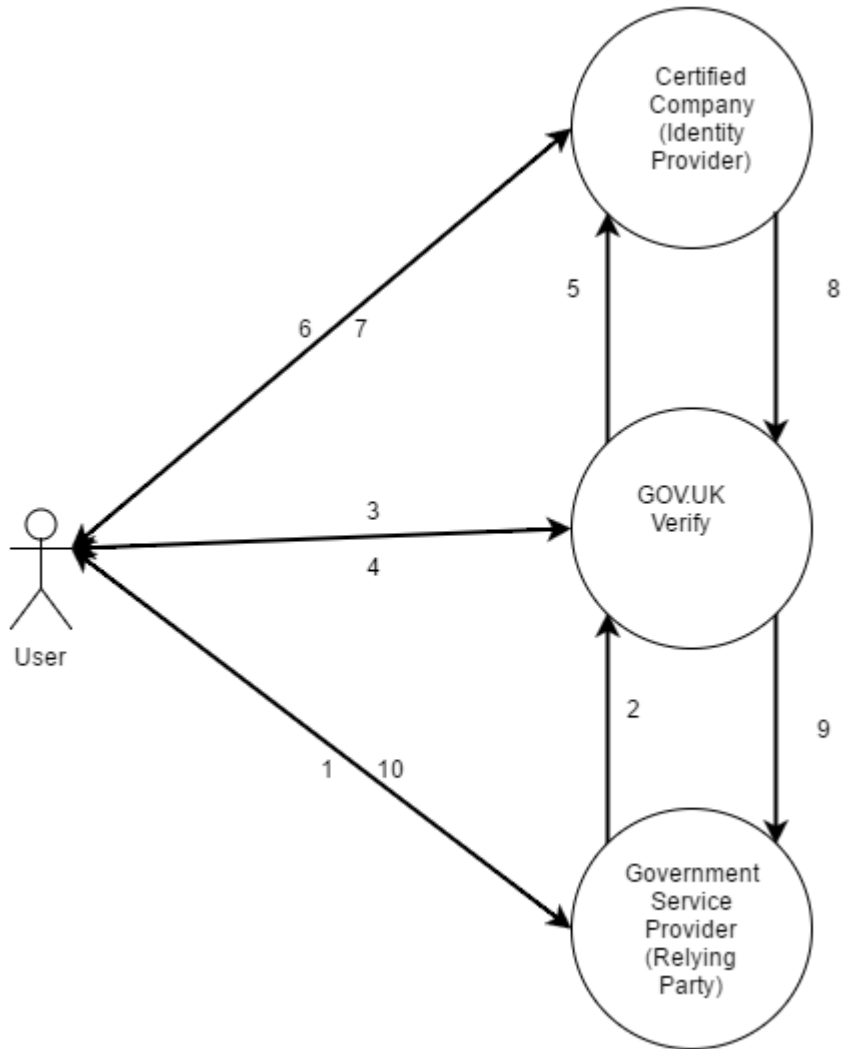 Certified
Company
(Identity
Provider)
5
8
6
7
GOV.UK
Verify
3
4
User
2
9
1
10
Government
Service
Provider
(Relying
Party)